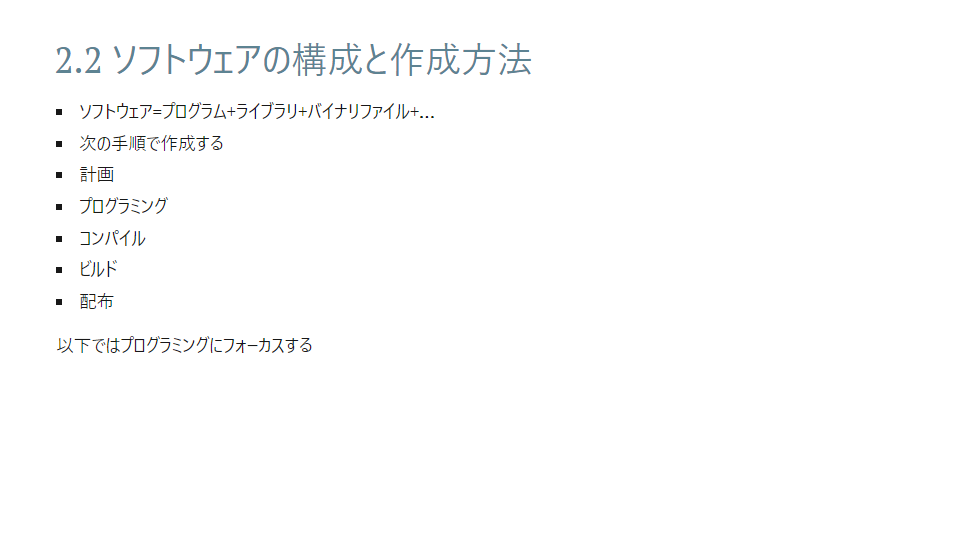 2.2 ソフトウェアの構成と作成方法
▪ ソフトウェア=プログラム+ライブラリ+バイナリファイル+…
▪ 次の手順で作成する
▪ 計画
▪ プログラミング
▪ コンパイル
▪ ビルド
▪ 配布
以下ではプログラミングにフォーカスする